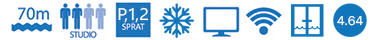 70m
STUDIO
P1,2
SPRAT
4.64